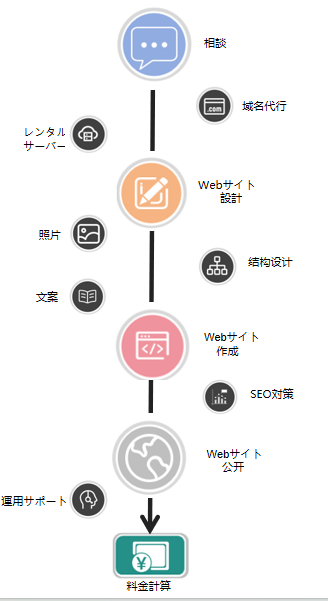 相談
.com
域名代行
レンタル
サーバー
Webサイト
設計
照片
结构设计
文案
Webサイト
作成
SEO対策
Webサイト
公開
運用サポート
¥
料金計算